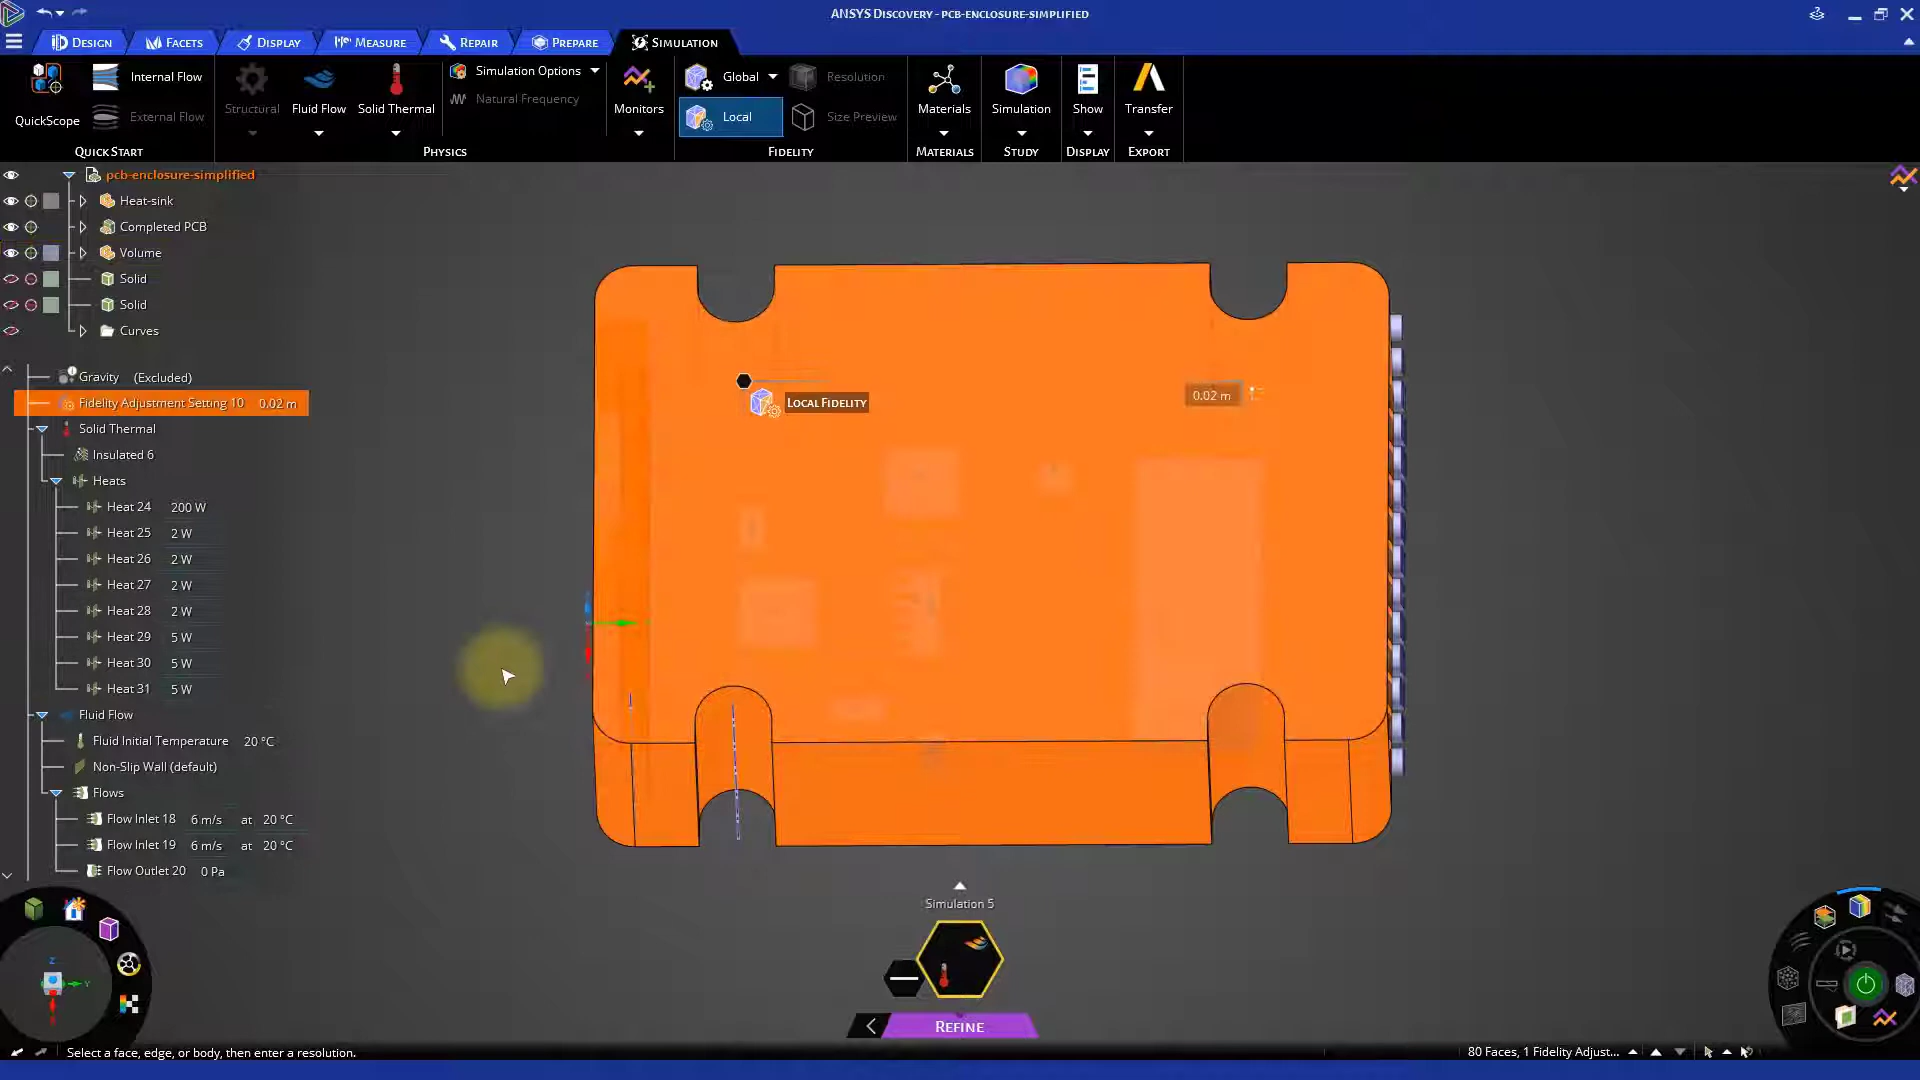 ANSYS Discovery - pcb-enclosure-simplified
Design
Facets
Display
Measure
Repair
Prepare
Simulation
QuickScope
Internal Flow
External Flow
Quick Start
Structural
Fluid Flow
Solid Thermal
Simulation Options
Natural Frequency
Physics
Monitors
Global
Local
Resolution
Size Preview
Fidelity
Materials
Materials
Simulation
Study
Show
Display
Transfer
Export
pcb-enclosure-simplified
Heat-sink
Completed PCB
Volume
Solid
Solid
Curves
Gravity (Excluded)
Fidelity Adjustment Setting 10 0.02 m
Solid Thermal
Insulated 6
Heats
Heat 24 200 W
Heat 25 2 W
Heat 26 2 W
Heat 27 2 W
Heat 28 2 W
Heat 29 5 W
Heat 30 5 W
Heat 31 5 W
Fluid Flow
Fluid Initial Temperature 20 °C
Non-Slip Wall (default)
Flows
Flow Inlet 18 6 m/s at 20 °C
Flow Inlet 19 6 m/s at 20 °C
Flow Outlet 20 0 Pa
Local Fidelity
0.02 m
Simulation 5
Refine
Z
Y
Select a face, edge, or body, then enter a resolution.
80 Faces, 1 Fidelity Adjust...